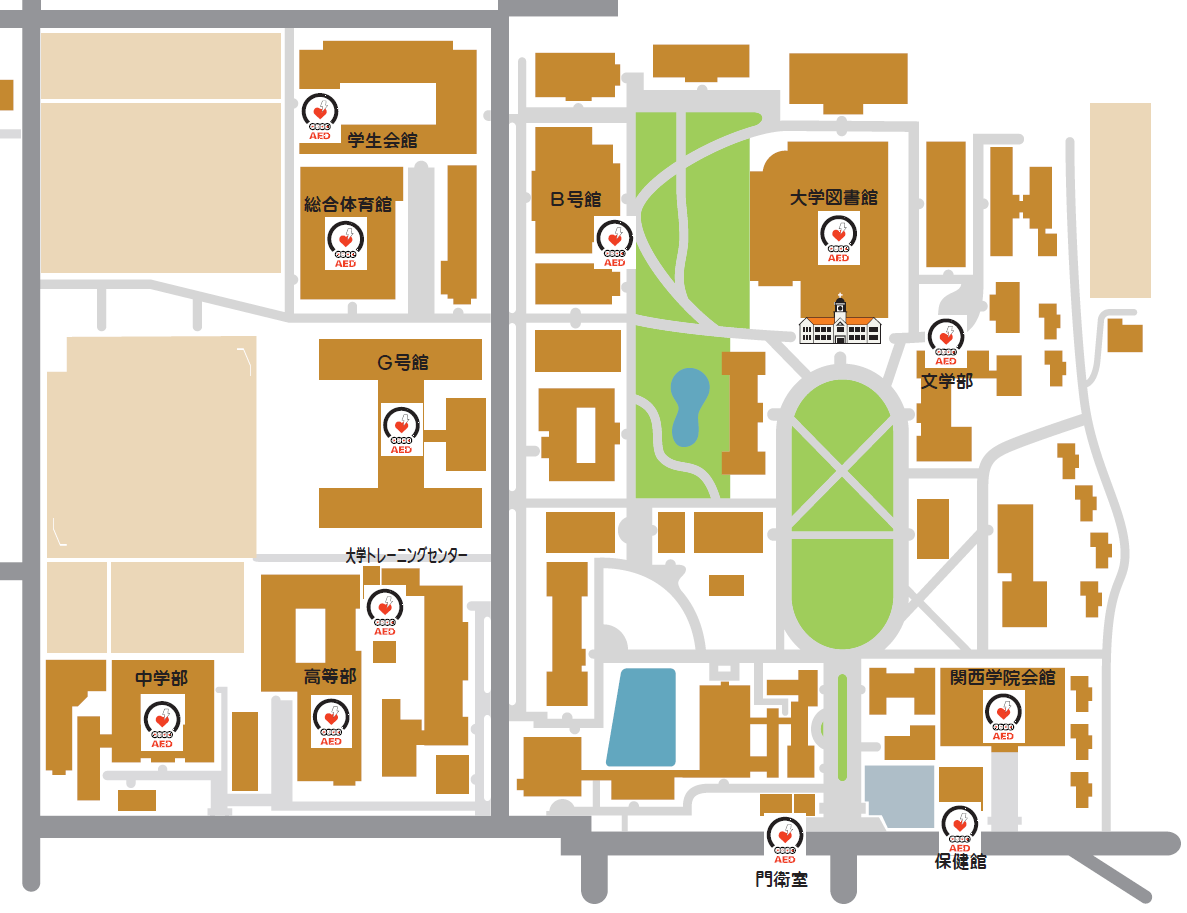 AED
学生会館
総合体育館
AED
B号館
AED
大学図書館
AED
G号館
AED
AED
文学部
大学トレーニングセンター
AED
中学部
AED
高等部
AED
関西学院会館
AED
AED
門衛室
AED
保健館